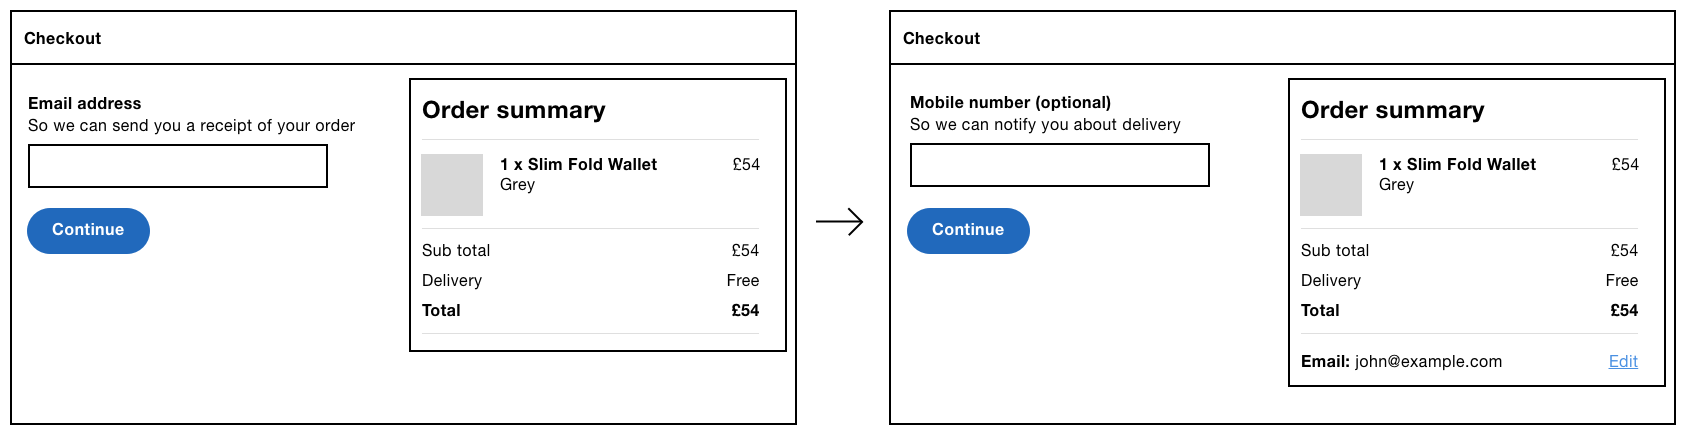 Checkout
Email address
So we can send you a receipt of your order
Continue
Order summary
1 x Slim Fold Wallet £54
Grey
Sub total £54
Delivery Free
Total £54
Checkout
Mobile number (optional)
So we can notify you about delivery
Continue
Order summary
1 x Slim Fold Wallet £54
Grey
Sub total £54
Delivery Free
Total £54
Email: john@example.com Edit